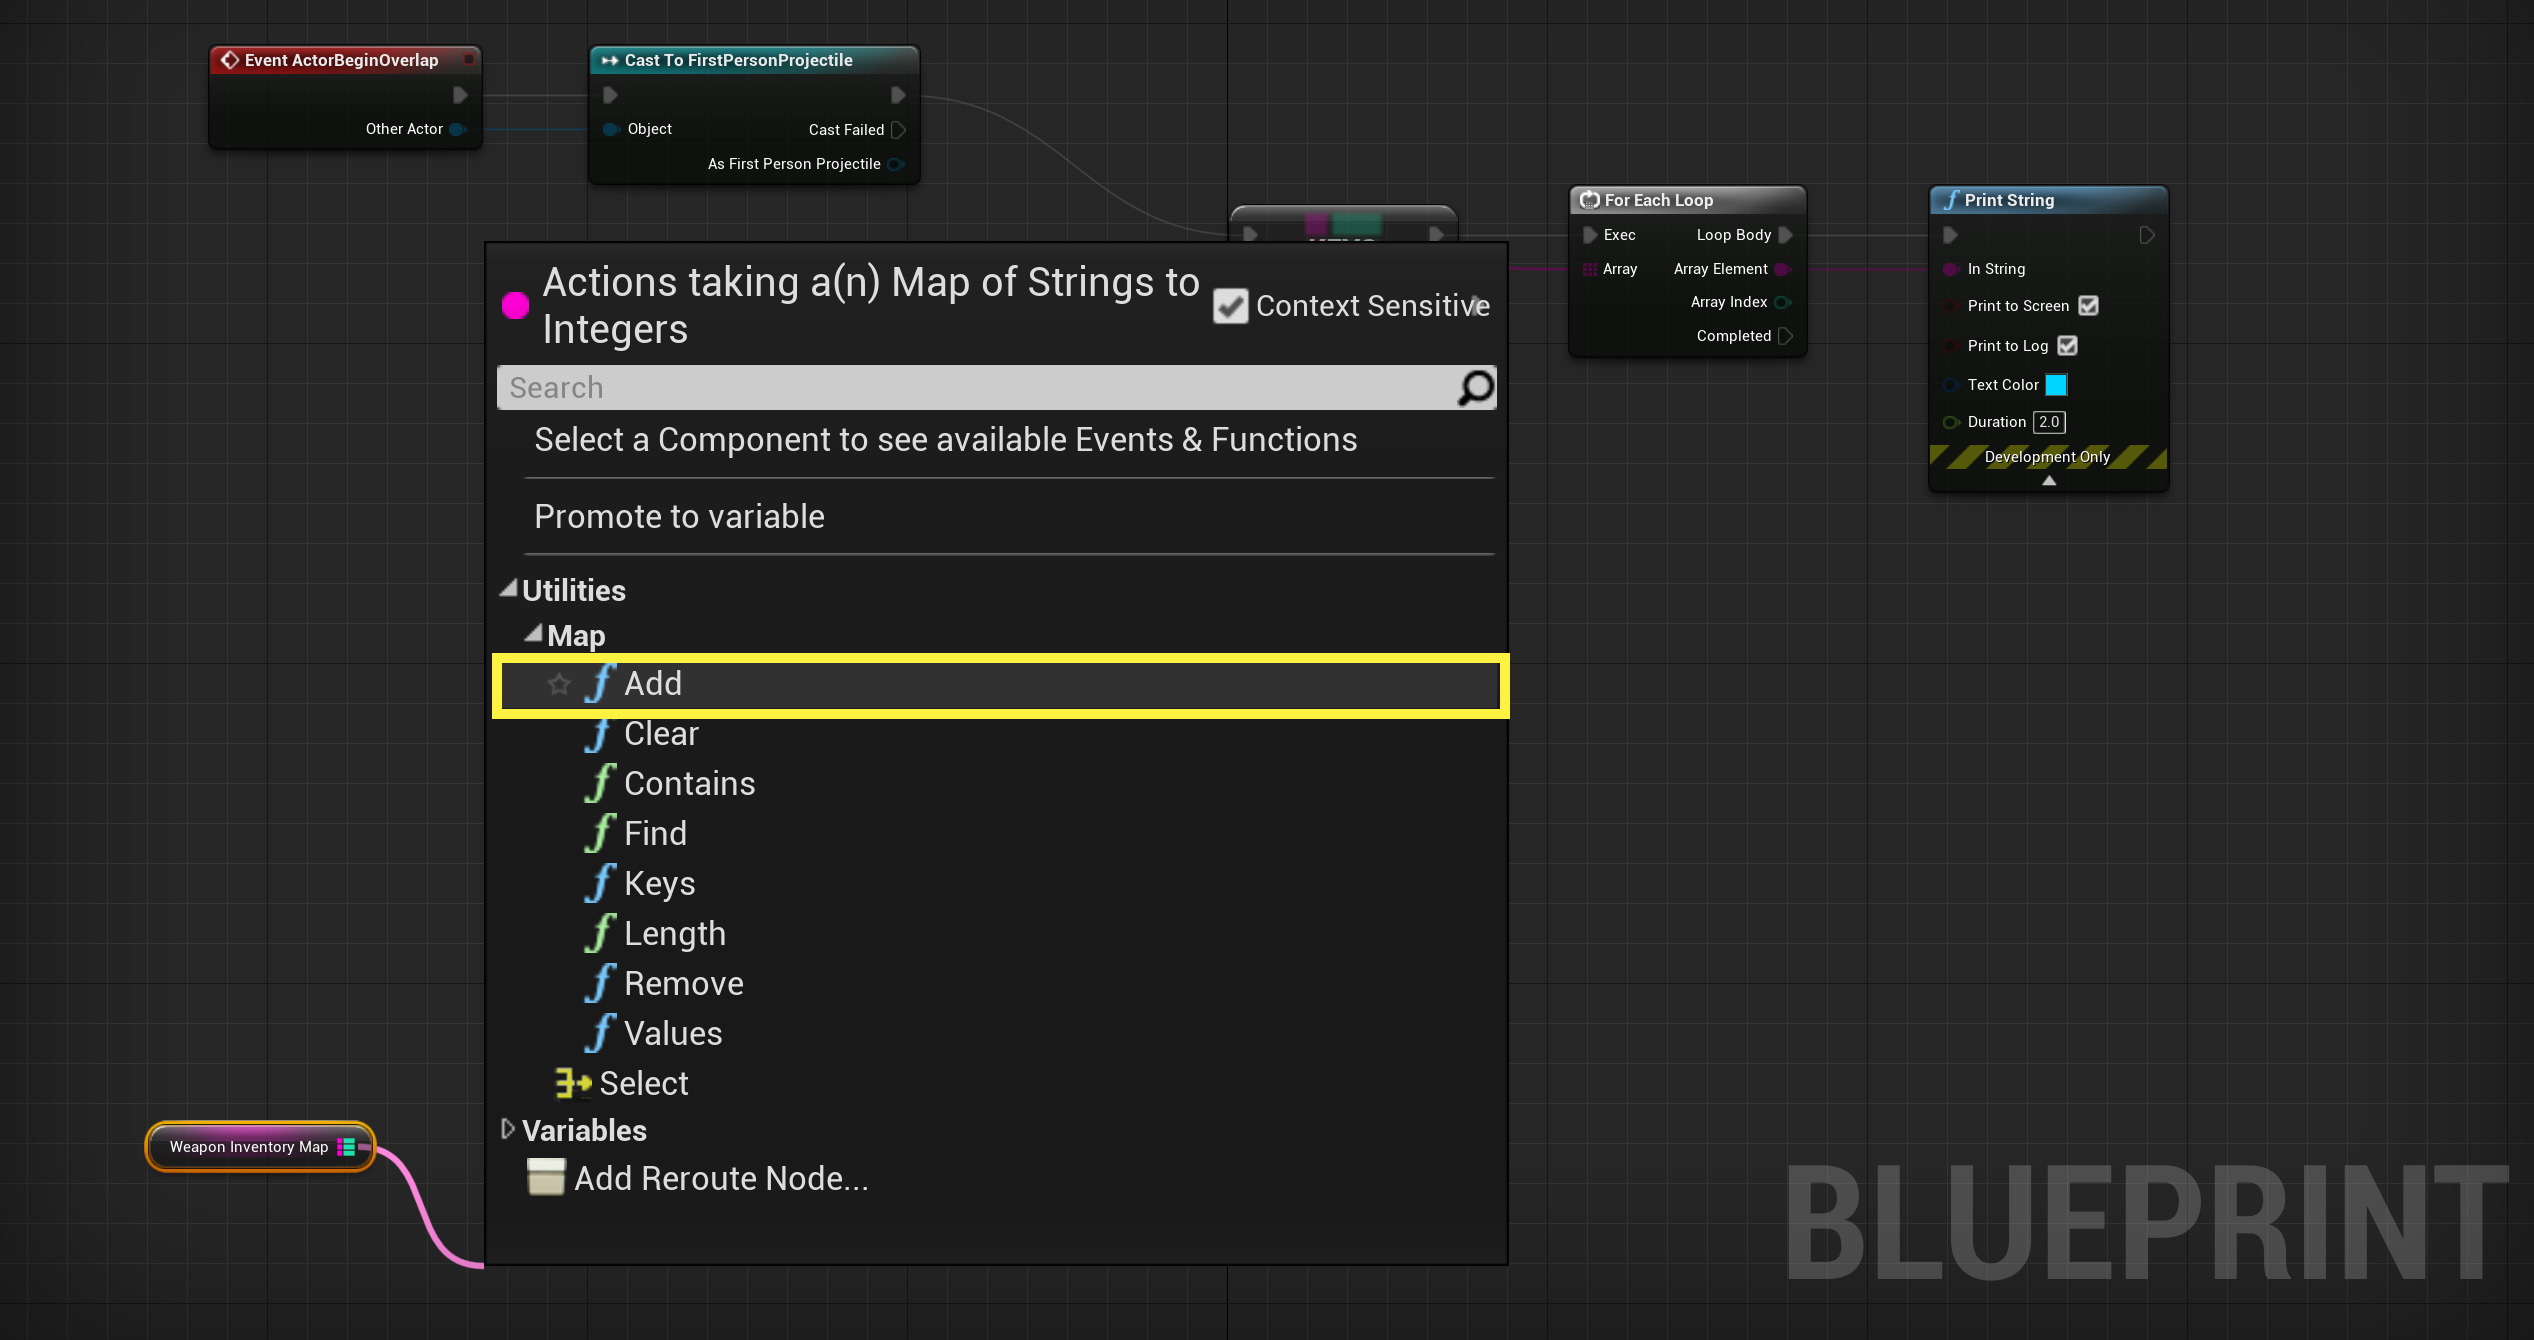 Event ActorBeginOverlap
Other Actor
Cast To FirstPersonProjectile
Object
Cast Failed
As First Person Projectile
For Each Loop
Exec
Loop Body
Array
Array Element
Array Index
Completed
Print String
In String
Print to Screen
Print to Log
Text Color
Duration 2.0
Development Only
Actions taking a(n) Map of Strings to
Integers
Context Sensitive
Search
Select a Component to see available Events & Functions
Promote to variable
Utilities
Map
Add
Clear
Contains
Find
Keys
Length
Remove
Values
Select
Variables
Add Reroute Node...
Weapon Inventory Map
BLUEPRINT